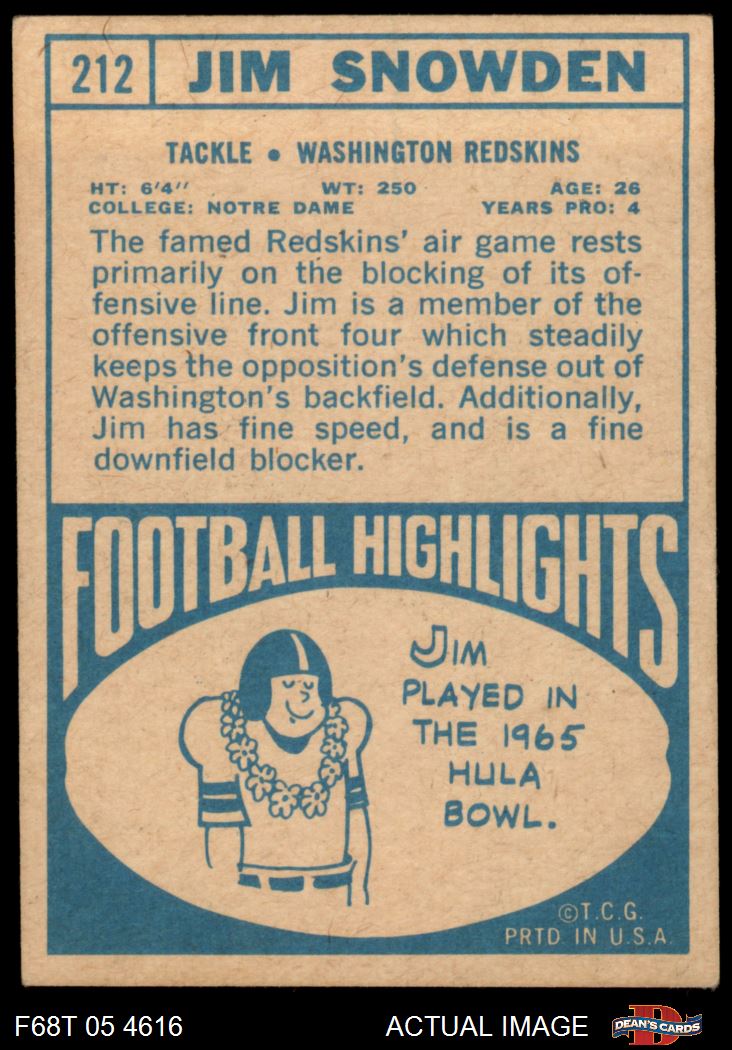 212 JIM SNOWDEN
TACKLE • WASHINGTON REDSKINS
HT: 6'4" WT: 250 AGE: 26
COLLEGE: NOTRE DAME YEARS PRO: 4
The famed Redskins' air game rests
primarily on the blocking of its of-
fensive line. Jim is a member of the
offensive front four which steadily
keeps the opposition's defense out of
Washington's backfield. Additionally,
Jim has fine speed, and is a fine
downfield blocker.
FOOTBALL HIGHLIGHTS
JIM
PLAYED IN
THE 1965
HULA
BOWL.
©T.C.G.
PRTD. IN U.S.A.
F68T 05 4616 ACTUAL IMAGE D DEAN'S CARDS